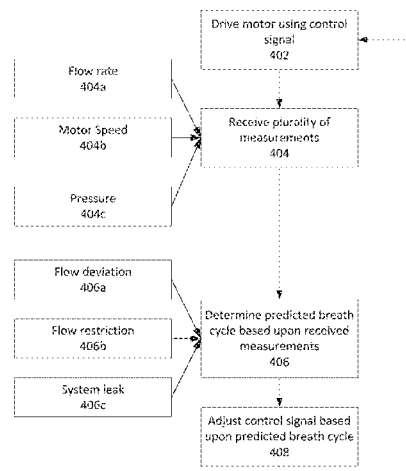 Drive motor using control
signal
402
Flow rate
404a
Motor Speed
404b
Receive plurality of
measurements
404
Pressure
404c
Flow deviation
406a
Flow restriction
406b
Determine predicted breath
cycle based upon received
measurements
406
System leak
406c
Adjust control signal based
upon predicted breath cycle
408